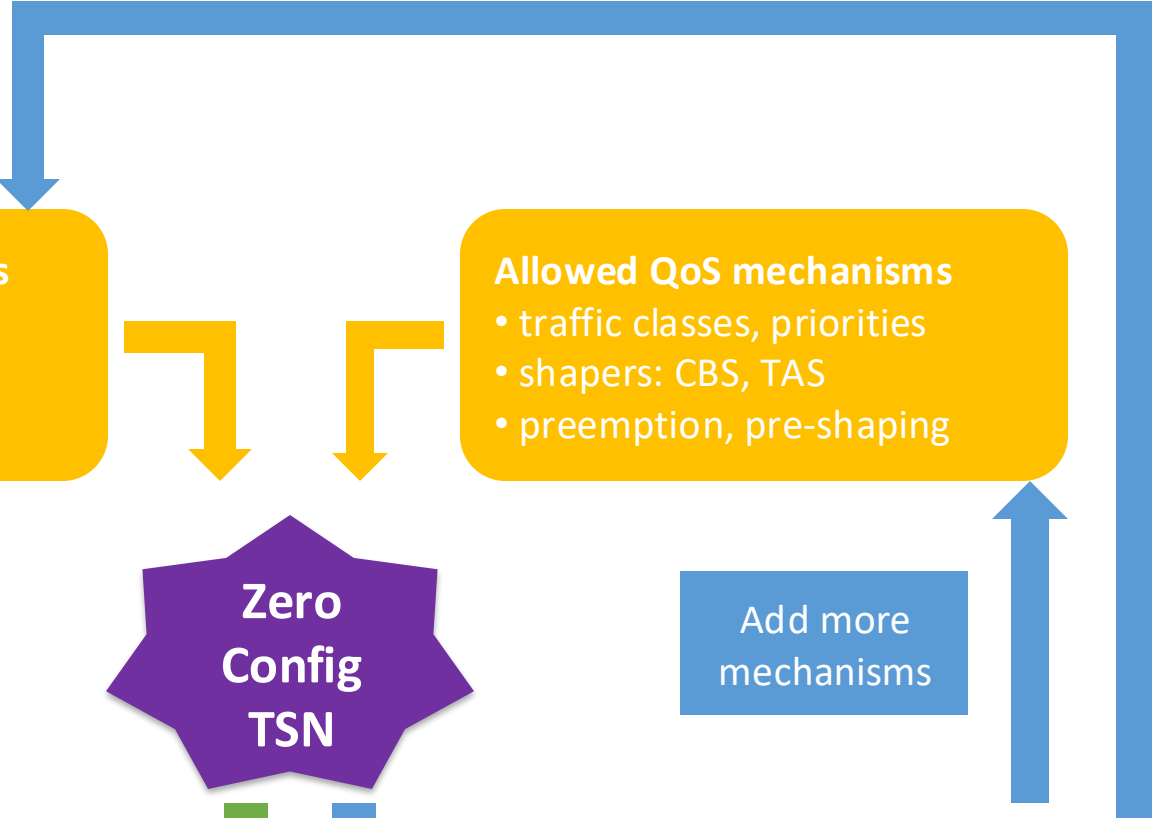 Allowed QoS mechanisms
• traffic classes, priorities
• shapers: CBS, TAS
• preemption, pre-shaping
Zero
Config
TSN
Add more
mechanisms